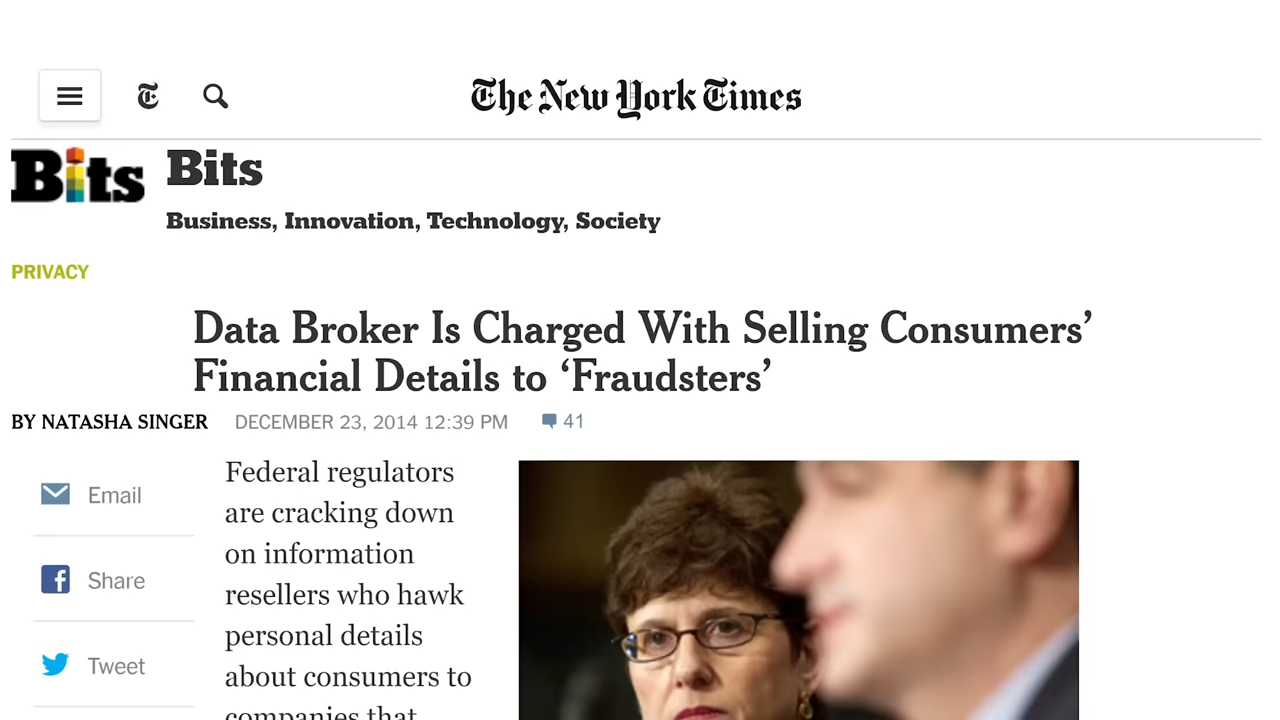 The New York Times
Bits
Bits
Business, Innovation, Technology, Society
PRIVACY
Data Broker Is Charged With Selling Consumers’
Financial Details to ‘Fraudsters’
BY NATASHA SINGER DECEMBER 23, 2014 12:39 PM 41
Email
Share
Tweet
Federal regulators
are cracking down
on information
resellers who hawk
personal details
about consumers to
companies that